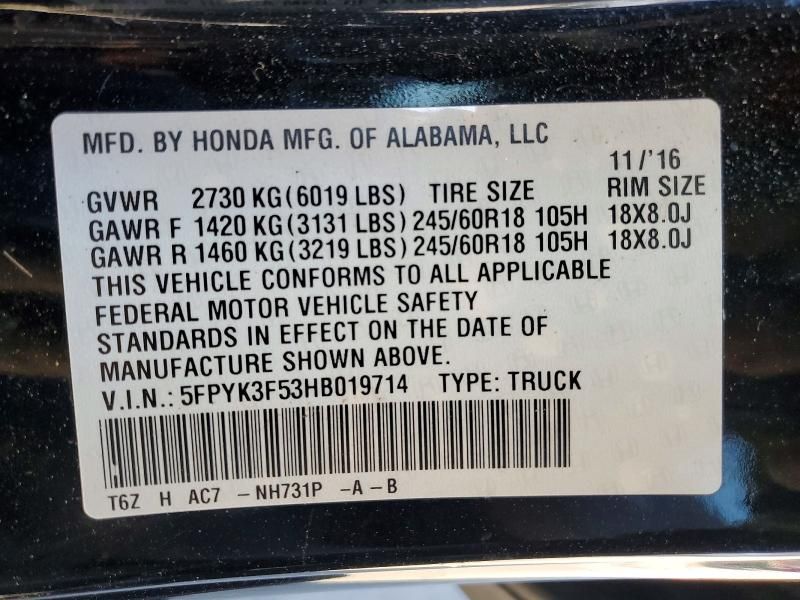 MFD. BY HONDA MFG. OF ALABAMA, LLC
11/'16
GVWR 2730 KG(6019 LBS) TIRE SIZE RIM SIZE
GAWR F 1420 KG(3131 LBS) 245/60R18 105H 18X8.0J
GAWR R 1460 KG(3219 LBS) 245/60R18 105H 18X8.0J
THIS VEHICLE CONFORMS TO ALL APPLICABLE
FEDERAL MOTOR VEHICLE SAFETY
STANDARDS IN EFFECT ON THE DATE OF
MANUFACTURE SHOWN ABOVE.
V.I.N.: 5FPYK3F53HB019714 TYPE: TRUCK
T6Z H AC7 -NH731P -A-B